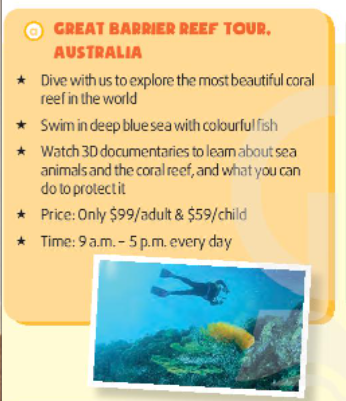 GREAT BARRIER REEF TOUR,
AUSTRALIA
★ Dive with us to explore the most beautiful coral
reef in the world
★ Swim in deep blue sea with colourful fish
★ Watch 3D documentaries to learn about sea
animals and the coral reef, and what you can
do to protect it
★ Price: Only $99/adult & $59/child
★ Time: 9 a.m. – 5 p.m. every day